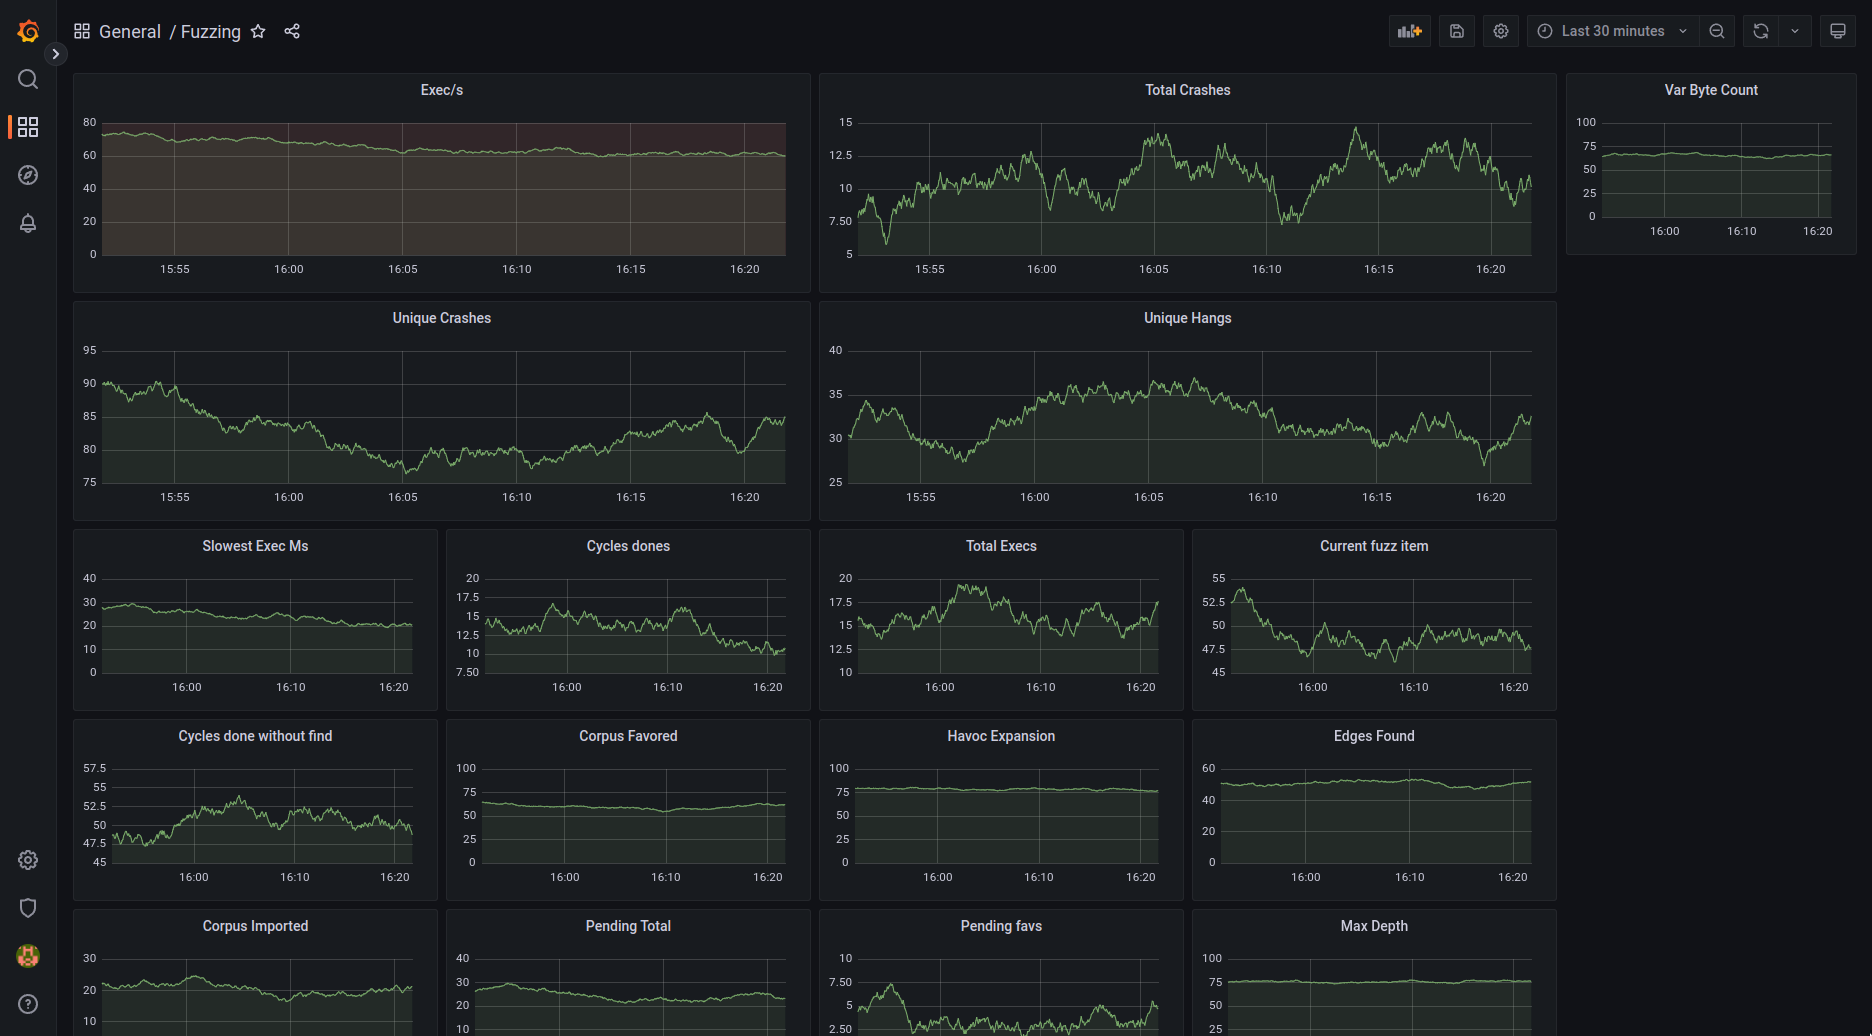 General / Fuzzing
Last 30 minutes
Exec/s
80
60
40
20
0
15:55 16:00 16:05 16:10 16:15 16:20
Total Crashes
15
12.5
10
7.50
5
15:55 16:00 16:05 16:10 16:15 16:20
Var Byte Count
100
75
50
25
0
16:00 16:10 16:20
Unique Crashes
95
90
85
80
75
15:55 16:00 16:05 16:10 16:15 16:20
Unique Hangs
40
35
30
25
15:55 16:00 16:05 16:10 16:15 16:20
Slowest Exec Ms
40
30
20
10
0
16:00 16:10 16:20
Cycles dones
20
17.5
15
12.5
10
7.50
16:00 16:10 16:20
Total Execs
20
17.5
15
12.5
10
16:00 16:10 16:20
Current fuzz item
55
52.5
50
47.5
45
16:00 16:10 16:20
Cycles done without find
57.5
55
52.5
50
47.5
45
16:00 16:10 16:20
Corpus Favored
100
75
50
25
0
16:00 16:10 16:20
Havoc Expansion
100
75
50
25
0
16:00 16:10 16:20
Edges Found
60
40
20
0
16:00 16:10 16:20
Corpus Imported
30
20
10
Pending Total
40
30
20
10
Pending favs
10
7.50
5
2.50
Max Depth
100
75
50
25